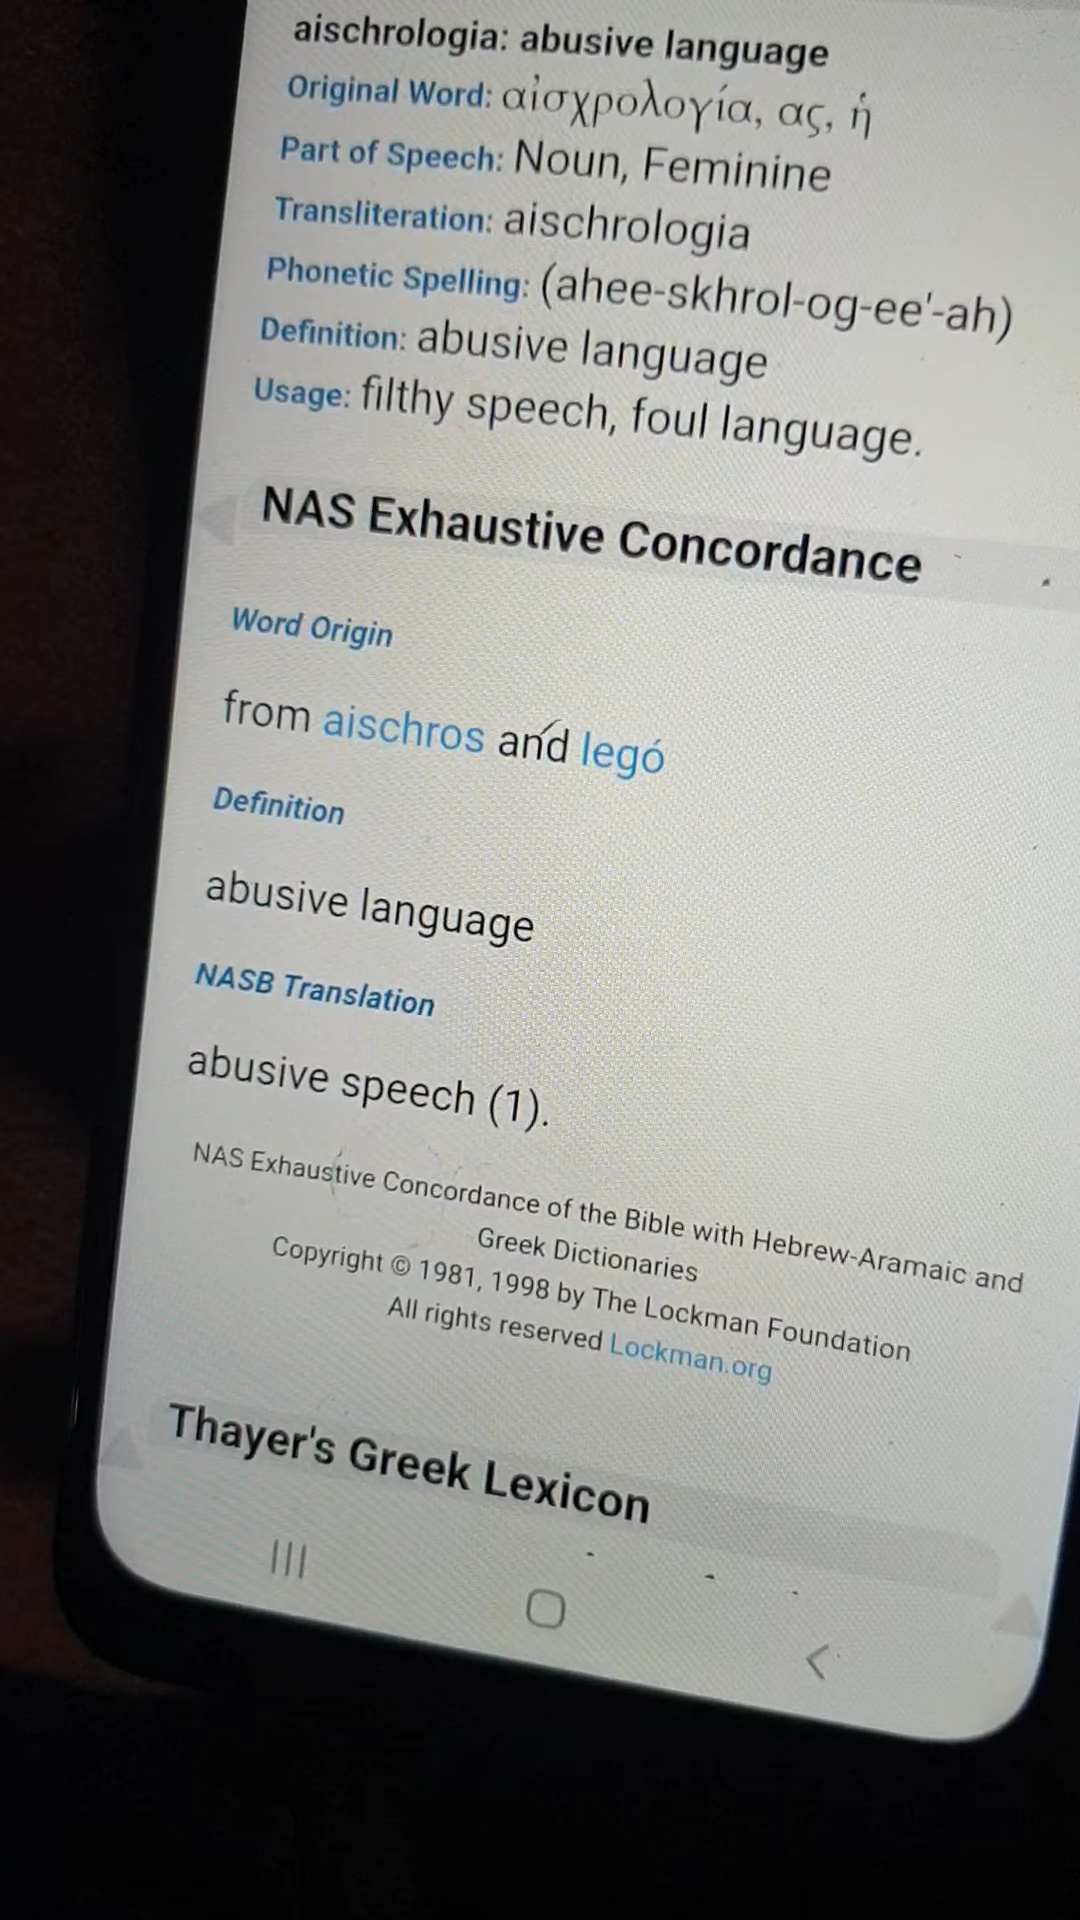 aischrologia: abusive language
Original Word: αἰσχρολογία, ας, ἡ
Part of Speech: Noun, Feminine
Transliteration: aischrologia
Phonetic Spelling: (ahee-skhrol-og-ee'-ah)
Definition: abusive language
Usage: filthy speech, foul language.
NAS Exhaustive Concordance
Word Origin
from aischros and legó
Definition
abusive language
NASB Translation
abusive speech (1).
NAS Exhaustive Concordance of the Bible with Hebrew-Aramaic and
Greek Dictionaries
Copyright © 1981, 1998 by The Lockman Foundation
All rights reserved Lockman.org
Thayer's Greek Lexicon